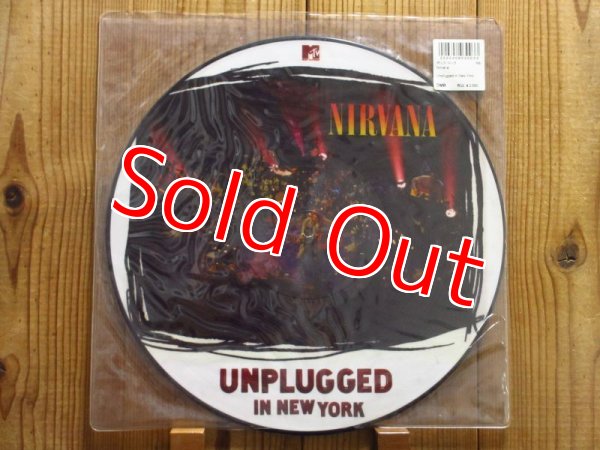 MTV
NIRVANA
Sold Out
UNPLUGGED
IN NEW YORK